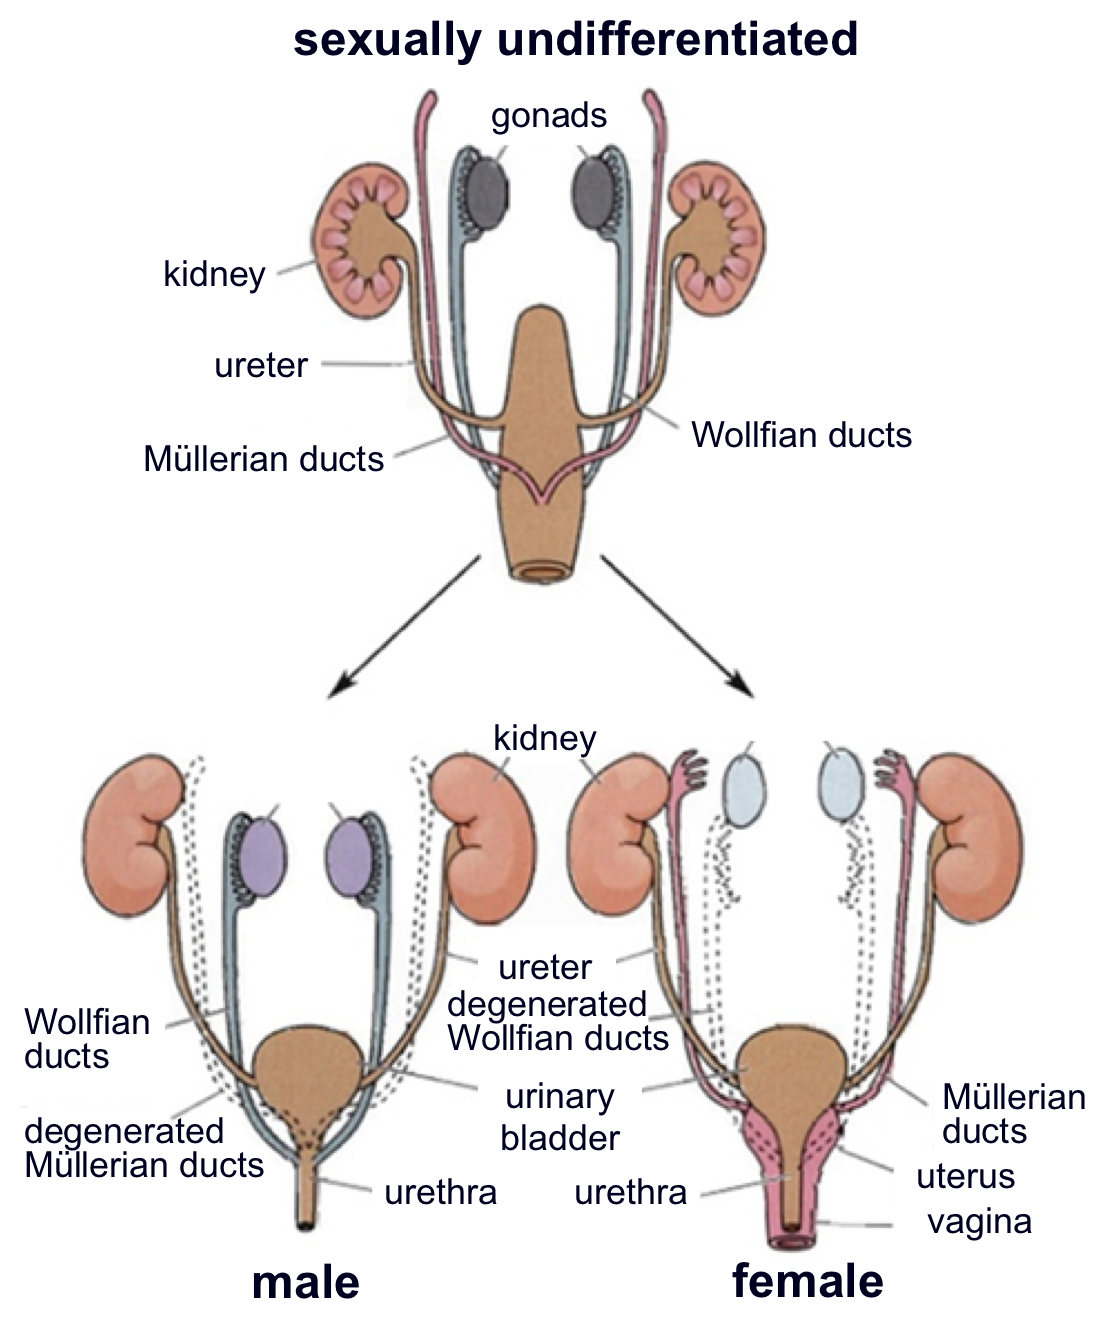 sexually undifferentiated
gonads
kidney
ureter
Müllerian ducts
Wollfian ducts
kidney
ureter
degenerated
Wollfian ducts
Wollfian
ducts
urinary
bladder
Müllerian
ducts
degenerated
Müllerian ducts
uterus
urethra
urethra
vagina
male
female